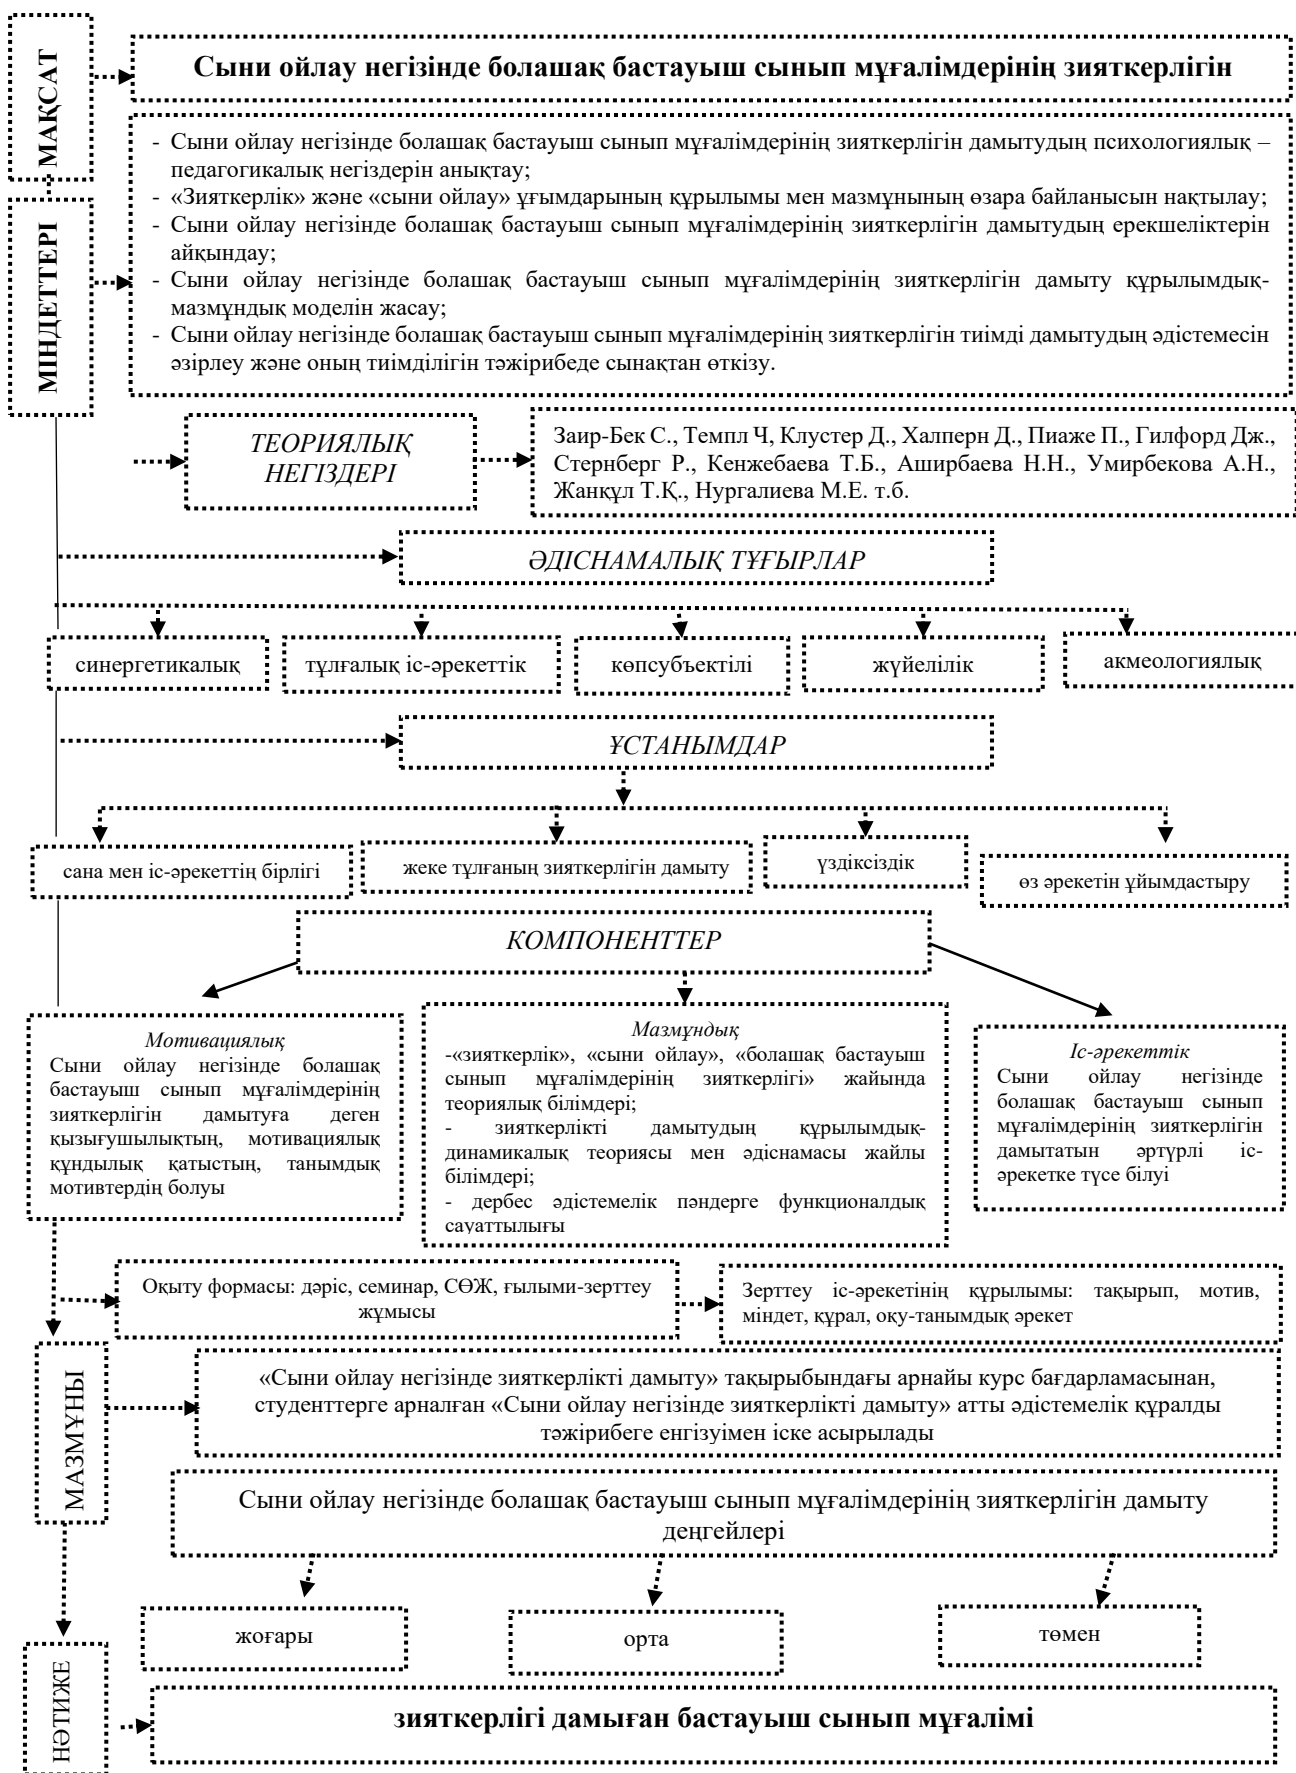 МАҚСАТ
Сыни ойлау негізінде болашақ бастауыш сынып мұғалімдерінің зияткерлігін
МІНДЕТТЕРІ
- Сыни ойлау негізінде болашақ бастауыш сынып мұғалімдерінің зияткерлігін дамытудың психологиялық –
педагогикалық негіздерін анықтау;
- «Зияткерлік» және «сыни ойлау» ұғымдарының құрылымы мен мазмұнының өзара байланысын нақтылау;
- Сыни ойлау негізінде болашақ бастауыш сынып мұғалімдерінің зияткерлігін дамытудың ерекшеліктерін
айқындау;
- Сыни ойлау негізінде болашақ бастауыш сынып мұғалімдерінің зияткерлігін дамыту құрылымдық-
мазмұндық моделін жасау;
- Сыни ойлау негізінде болашақ бастауыш сынып мұғалімдерінің зияткерлігін тиімді дамытудың әдістемесін
әзірлеу және оның тиімділігін тәжірибеде сынақтан өткізу.
ТЕОРИЯЛЫҚ
НЕГІЗДЕРІ
Заир-Бек С., Темпл Ч, Клустер Д., Халперн Д., Пиаже П., Гилфорд Дж.,
Стернберг Р., Кенжебаева Т.Б., Аширбаева Н.Н., Умирбекова А.Н.,
Жанқұл Т.Қ., Нургалиева М.Е. т.б.
ӘДІСНАМАЛЫҚ ТҰҒЫРЛАР
синергетикалық
тұлғалық іс-әрекеттік
көпсубъектілі
жүйелілік
акмеологиялық
ҰСТАНЫМДАР
сана мен іс-әрекеттің бірлігі
жеке тұлғаның зияткерлігін дамыту
үздіксіздік
өз әрекетін ұйымдастыру
КОМПОНЕНТТЕР
Мотивациялық
Сыни ойлау негізінде болашақ
бастауыш сынып мұғалімдерінің
зияткерлігін дамытуға деген
қызығушылықтың, мотивациялық
құндылық қатыстың, танымдық
мотивтердің болуы
Мазмұндық
-«зияткерлік», «сыни ойлау», «болашақ бастауыш
сынып мұғалімдерінің зияткерлігі» жайында
теориялық білімдері;
- зияткерлікті дамытудың құрылымдық-
динамикалық теориясы мен әдіснамасы жайлы
білімдері;
- дербес әдістемелік пәндерге функционалдық
сауаттылығы
Іс-әрекеттік
Сыни ойлау негізінде
болашақ бастауыш сынып
мұғалімдерінің зияткерлігін
дамытатын әртүрлі іс-
әрекетке түсе білуі
Оқыту формасы: дәріс, семинар, СӨЖ, ғылыми-зерттеу
жұмысы
Зерттеу іс-әрекетінің құрылымы: тақырып, мотив,
міндет, құрал, оқу-танымдық әрекет
МАЗМҰНЫ
«Сыни ойлау негізінде зияткерлікті дамыту» тақырыбындағы арнайы курс бағдарламасынан,
студенттерге арналған «Сыни ойлау негізінде зияткерлікті дамыту» атты әдістемелік құралды
тәжірибеге енгізуімен іске асырылады
Сыни ойлау негізінде болашақ бастауыш сынып мұғалімдерінің зияткерлігін дамыту
деңгейлері
жоғары
орта
төмен
НӘТИЖЕ
зияткерлігі дамыған бастауыш сынып мұғалімі